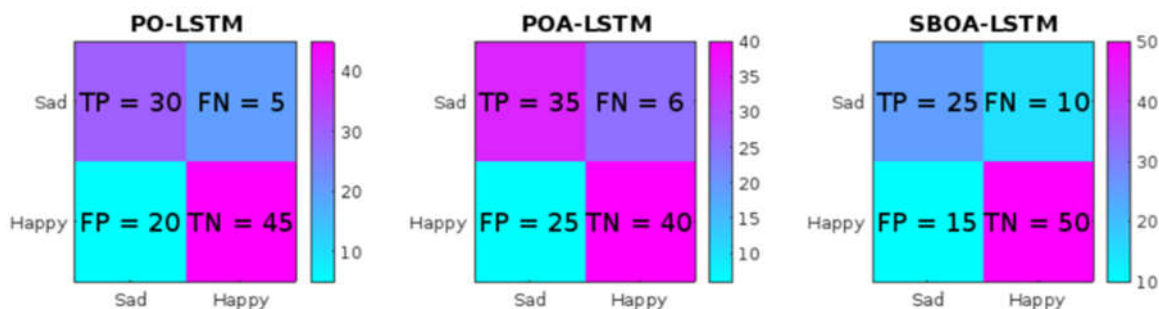 PO-LSTM
Sad TP = 30 FN = 5
Happy FP = 20 TN = 45
Sad Happy
40
30
20
10
POA-LSTM
Sad TP = 35 FN = 6
Happy FP = 25 TN = 40
Sad Happy
40
35
30
25
20
15
10
SBOA-LSTM
Sad TP = 25 FN = 10
Happy FP = 15 TN = 50
Sad Happy
50
40
30
20
10